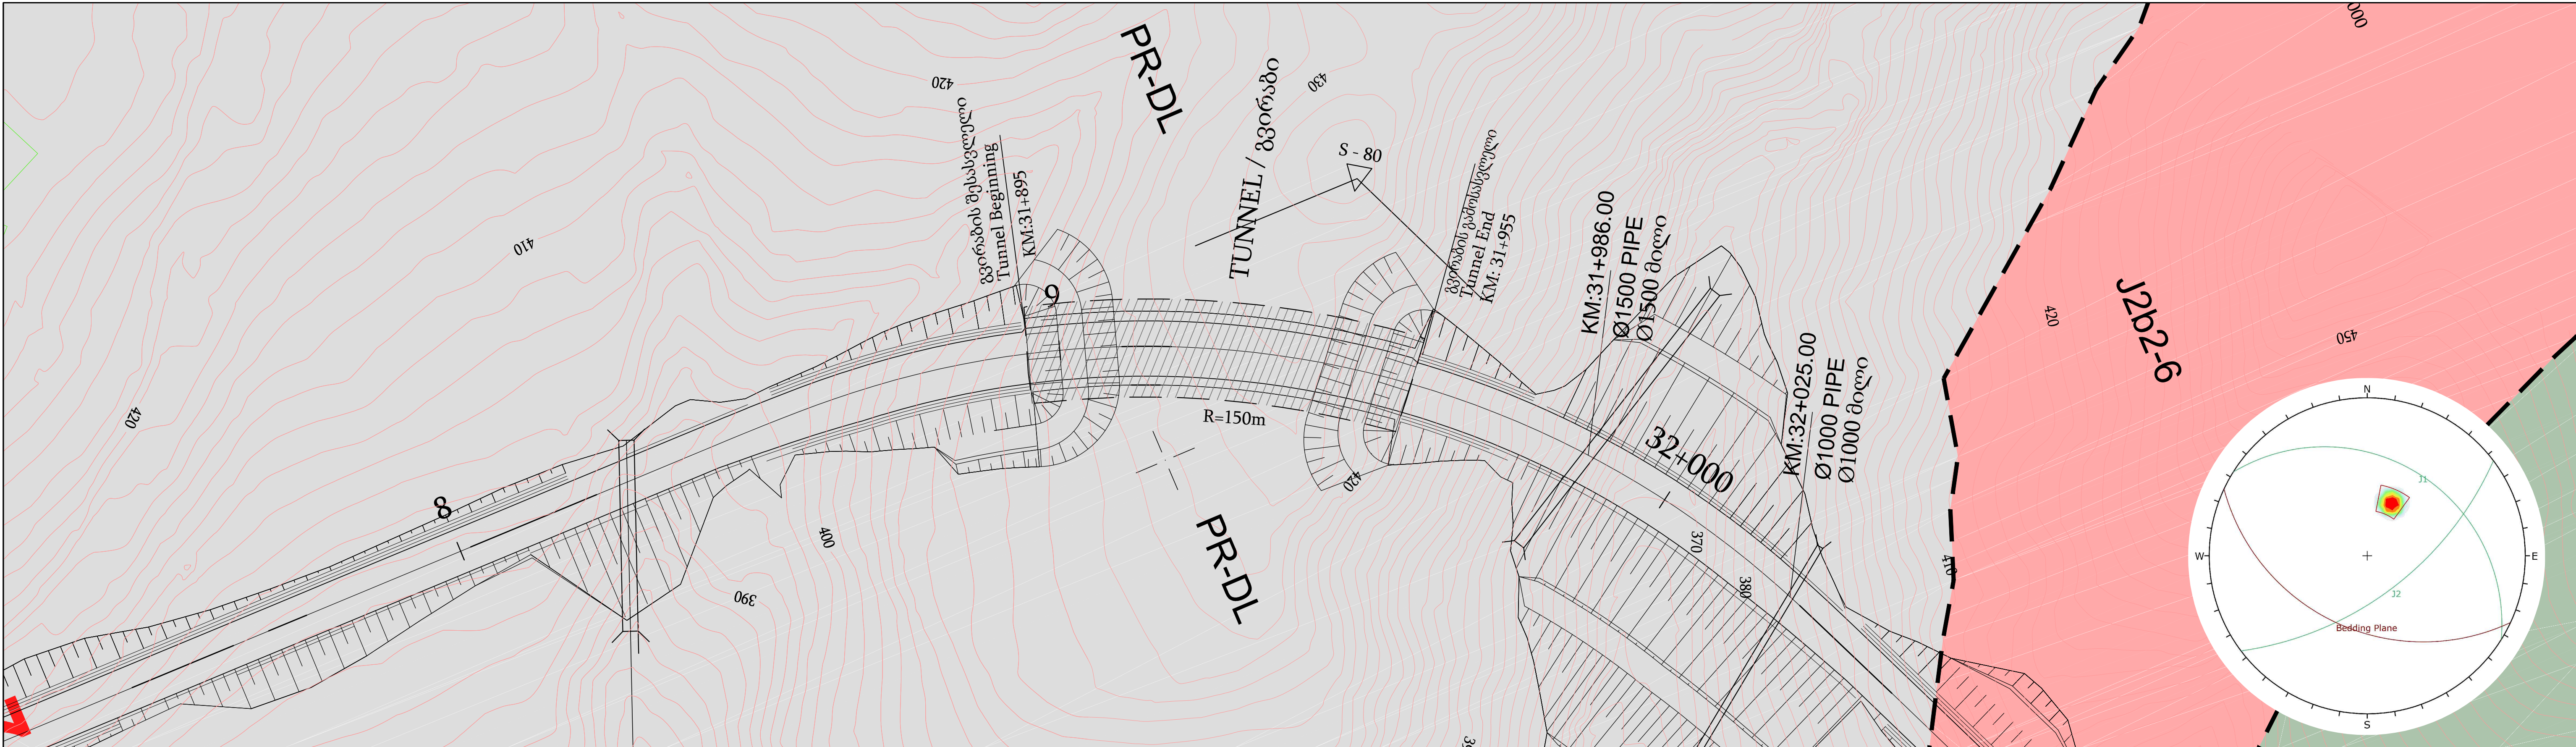 PR-DL
TUNNEL / გვირაბი
420
430
S - 80
გვირაბის შესასვლელი
Tunnel Beginning
KM:31+895
გვირაბის გამოსასვლელი
Tunnel End
KM: 31+955
KM:31+986.00
Ø1500 PIPE
Ø1500 მილი
KM:32+025.00
Ø1000 PIPE
Ø1000 მილი
410
420
9
8
R=150m
32+000
420
400
390
370
380
PR-DL
J2b2-6
420
450
410
N
J1
W
E
J2
Bedding Plane
S